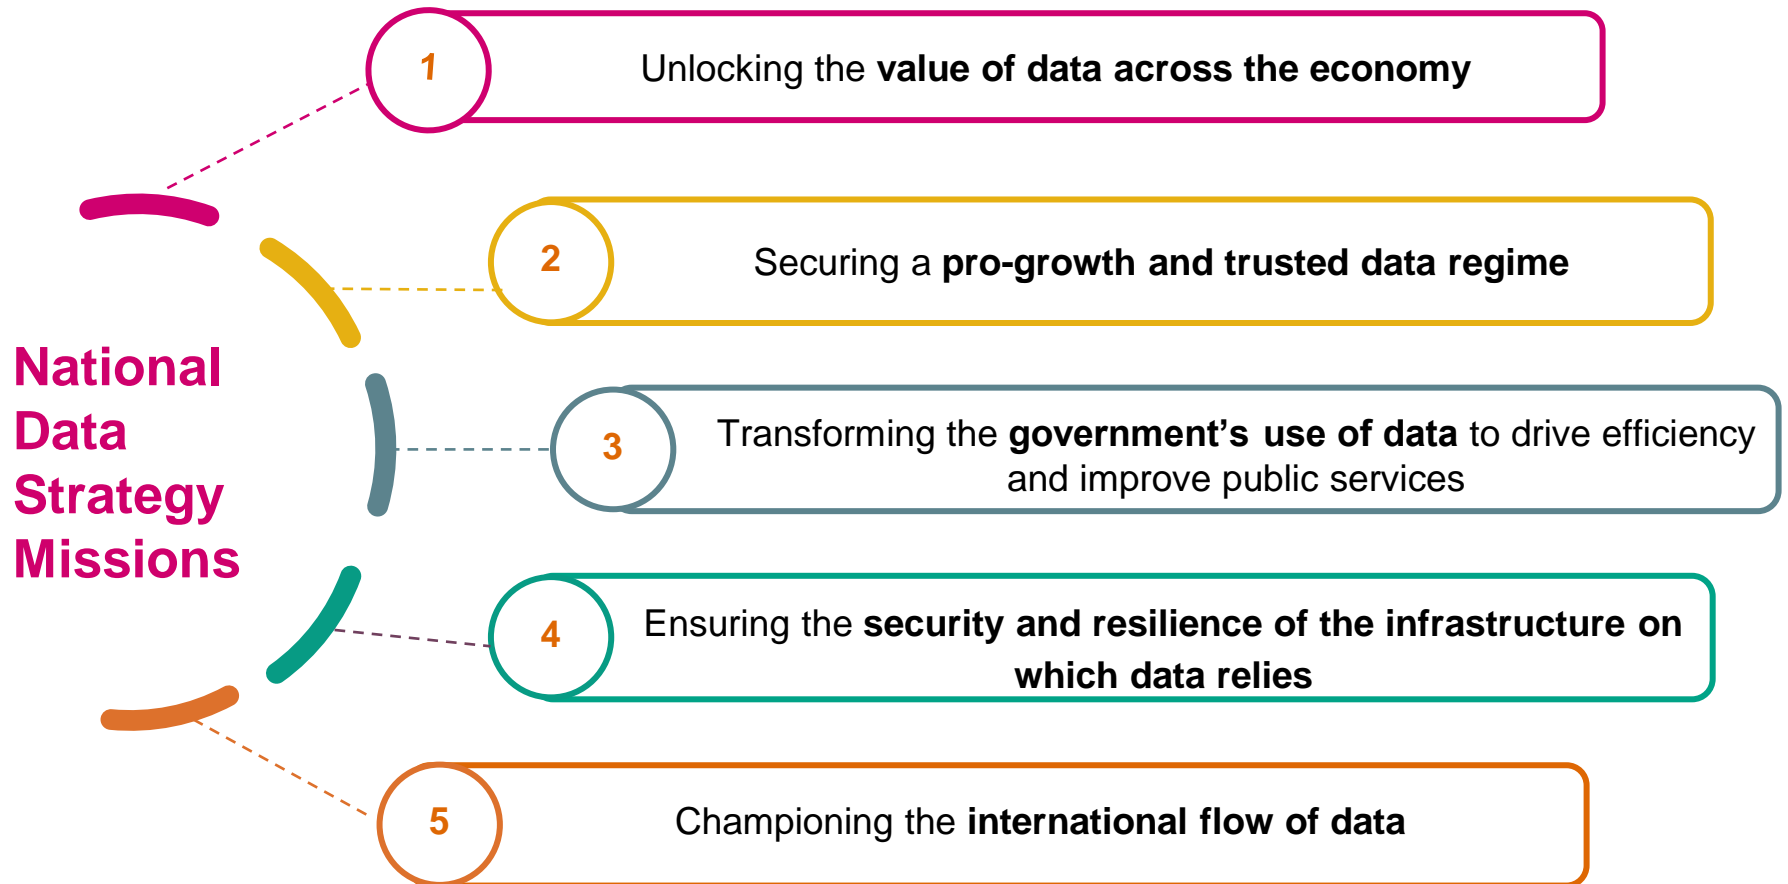 National
Data
Strategy
Missions
1
Unlocking the value of data across the economy
2
Securing a pro-growth and trusted data regime
3
Transforming the government’s use of data to drive efficiency
and improve public services
4
Ensuring the security and resilience of the infrastructure on
which data relies
5
Championing the international flow of data